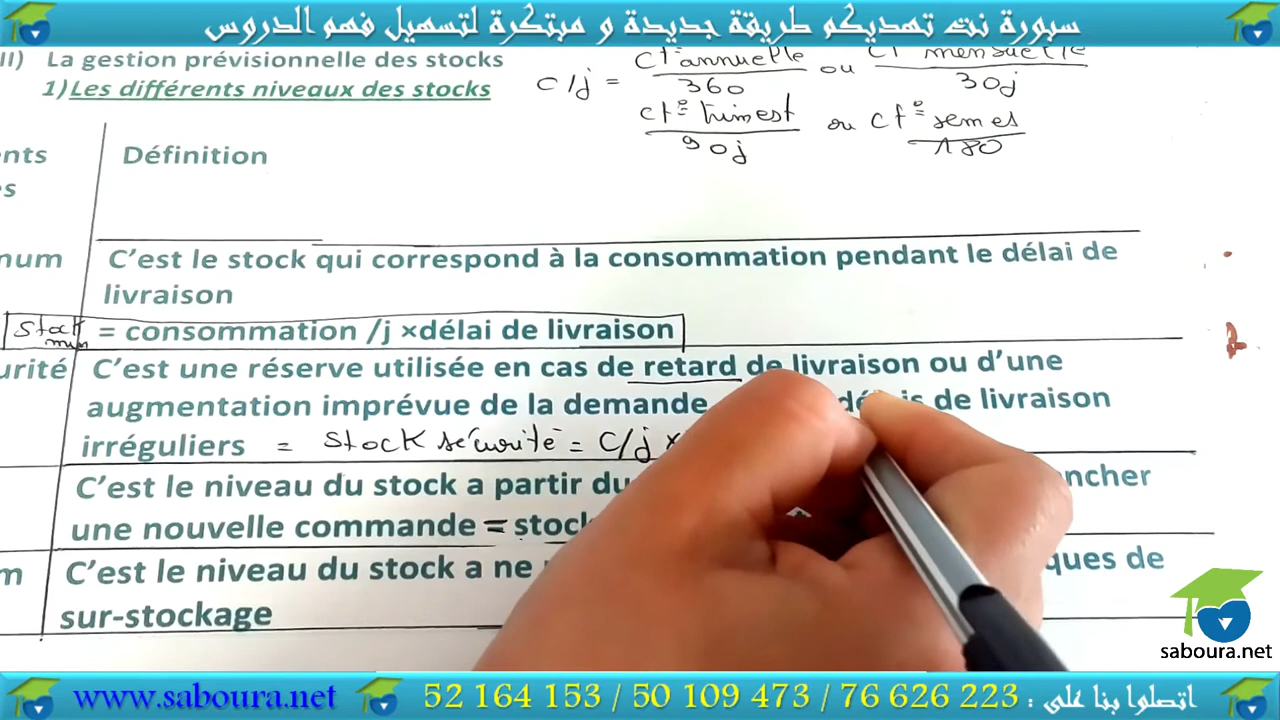 سبورة نت تهديكم طريقة جديدة و مبتكرة لتسهيل فهم الدروس
II) La gestion prévisionnelle des stocks
1) Les différents niveaux des stocks
c/j = ct° annuelle / 360 ou ct° mensuelle / 30j
ct° trimest / 90j ou ct° semes / 180
Définition
C'est le stock qui correspond à la consommation pendant le délai de
livraison
stock = consommation /j ×délai de livraison
C'est une réserve utilisée en cas de retard de livraison ou d'une
augmentation imprévue de la demande de livraison
irréguliers = stock sécurité = c/j ×
C'est le niveau du stock a partir du
une nouvelle commande = stock
C'est le niveau du stock a ne
sur-stockage
saboura.net
www.saboura.net 52 164 153 / 50 109 473 / 76 626 223 : اتصلوا بنا على